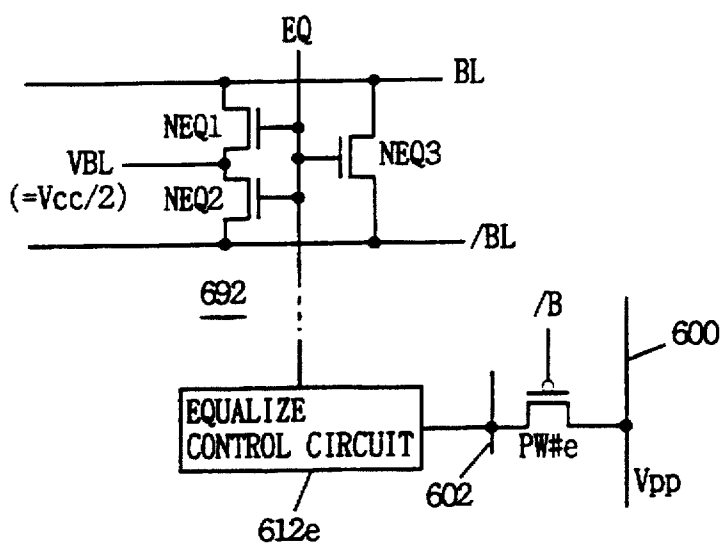 EQ
BL
NEQ1
NEQ3
VBL
(=Vcc/2)
NEQ2
/BL
692
/B
600
EQUALIZE
CONTROL CIRCUIT
PW#e
602
Vpp
612e